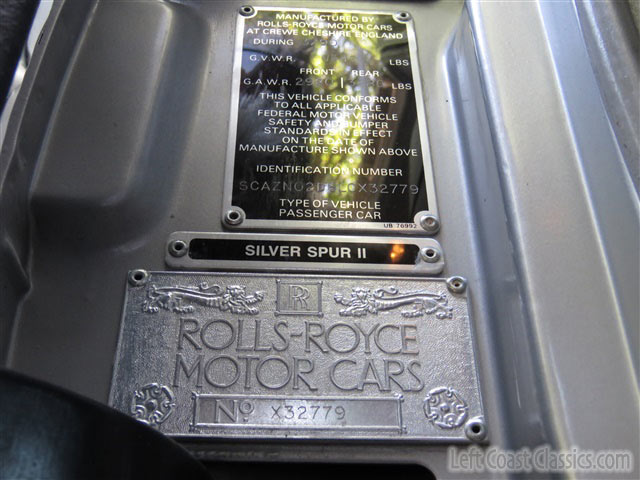 MANUFACTURED BY
ROLLS-ROYCE MOTOR CARS
AT CREWE CHESHIRE ENGLAND
DURING
G.V.W.R. LBS
FRONT REAR
G.A.W.R. LBS
THIS VEHICLE CONFORMS
TO ALL APPLICABLE
FEDERAL MOTOR VEHICLE
SAFETY AND BUMPER
STANDARDS IN EFFECT
ON THE DATE OF
MANUFACTURE SHOWN ABOVE
IDENTIFICATION NUMBER
TYPE OF VEHICLE
PASSENGER CAR
UB 76992
SILVER SPUR II
R
ROLLS-ROYCE
MOTOR CARS
No X32779
Left Coast Classics.com